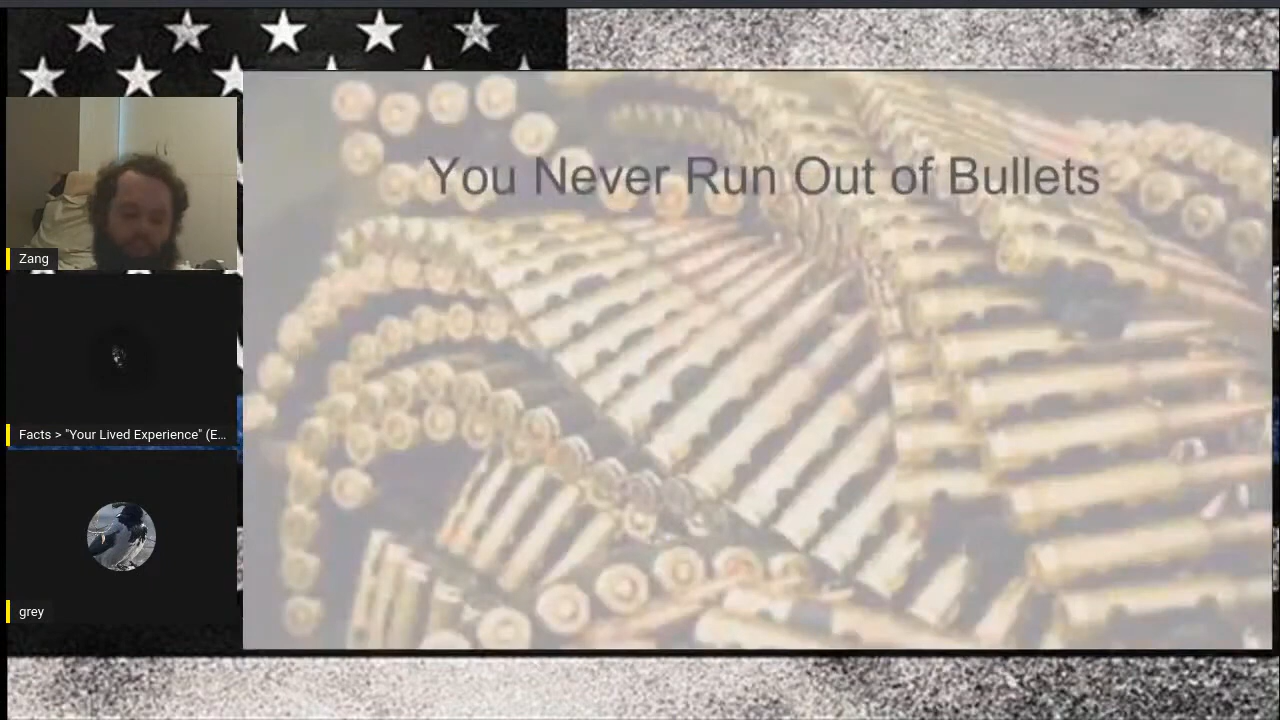 You Never Run Out of Bullets
Zang
Facts > "Your Lived Experience" (E...
grey